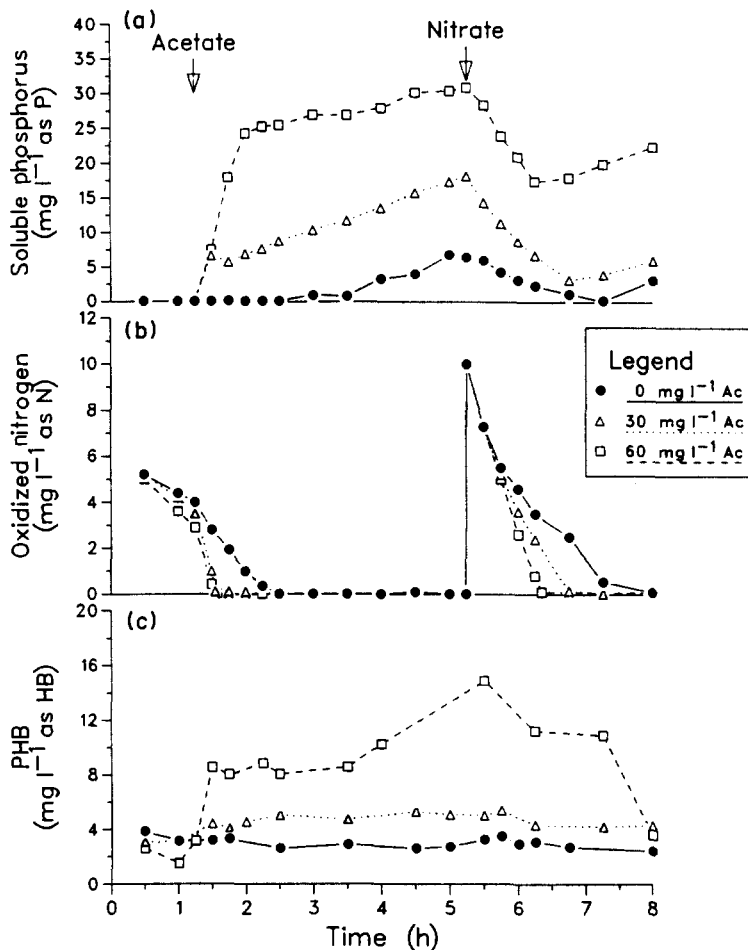 (a)
Acetate
Nitrate
Soluble phosphorus
(mg l⁻¹ as P)
40
35
30
25
20
15
10
5
0
(b)
Oxidized nitrogen
(mg l⁻¹ as N)
12
10
8
6
4
2
0
Legend
0 mg l⁻¹ Ac
30 mg l⁻¹ Ac
60 mg l⁻¹ Ac
(c)
PHB
(mg l⁻¹ as HB)
20
16
12
8
4
0
0 1 2 3 4 5 6 7 8
Time (h)